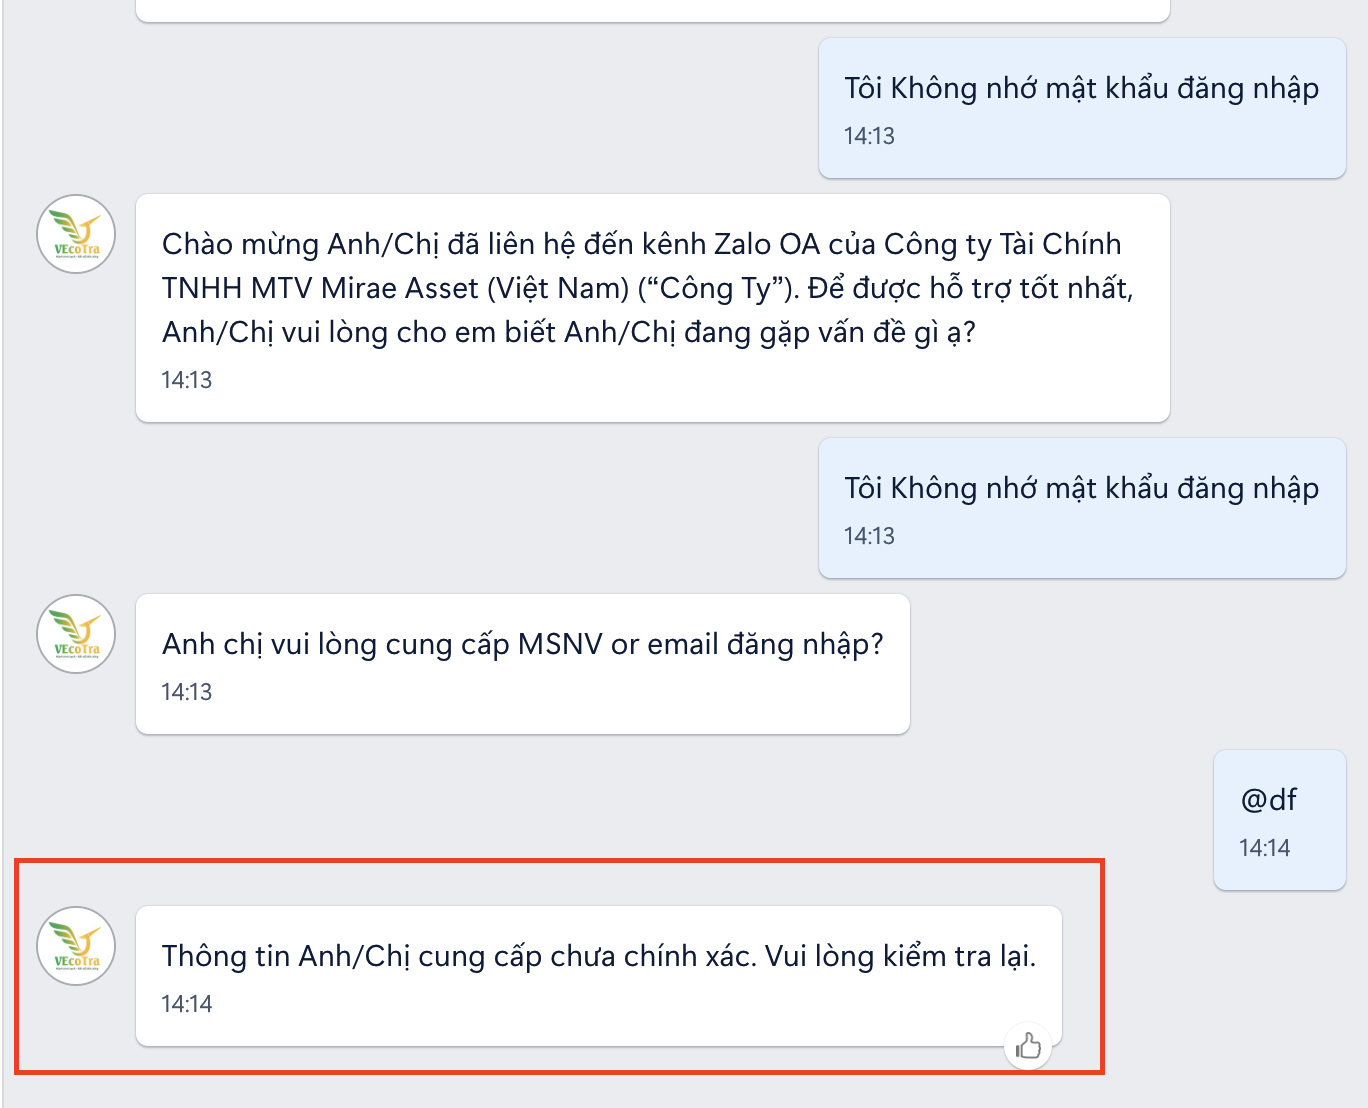 Tôi Không nhớ mật khẩu đăng nhập
14:13
VEcoTra
Chào mừng Anh/Chị đã liên hệ đến kênh Zalo OA của Công ty Tài Chính
TNHH MTV Mirae Asset (Việt Nam) (“Công Ty”). Để được hỗ trợ tốt nhất,
Anh/Chị vui lòng cho em biết Anh/Chị đang gặp vấn đề gì ạ?
14:13
Tôi Không nhớ mật khẩu đăng nhập
14:13
VEcoTra
Anh chị vui lòng cung cấp MSNV or email đăng nhập?
14:13
@df
14:14
VEcoTra
Thông tin Anh/Chị cung cấp chưa chính xác. Vui lòng kiểm tra lại.
14:14